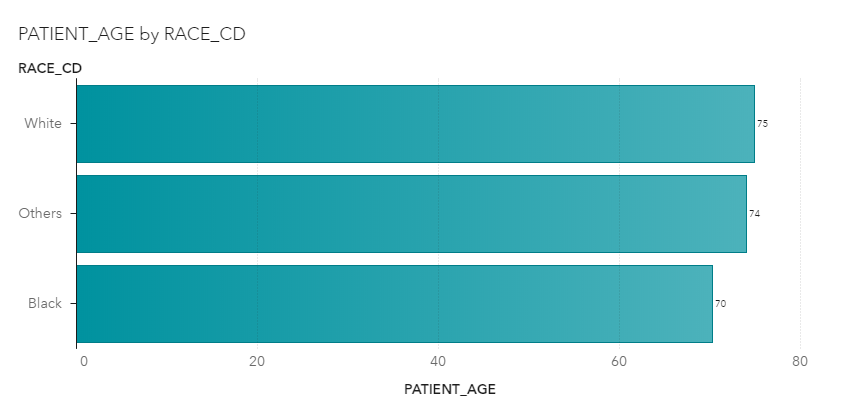 PATIENT_AGE by RACE_CD
RACE_CD
White
75
Others
74
Black
70
0 20 40 60 80
PATIENT_AGE